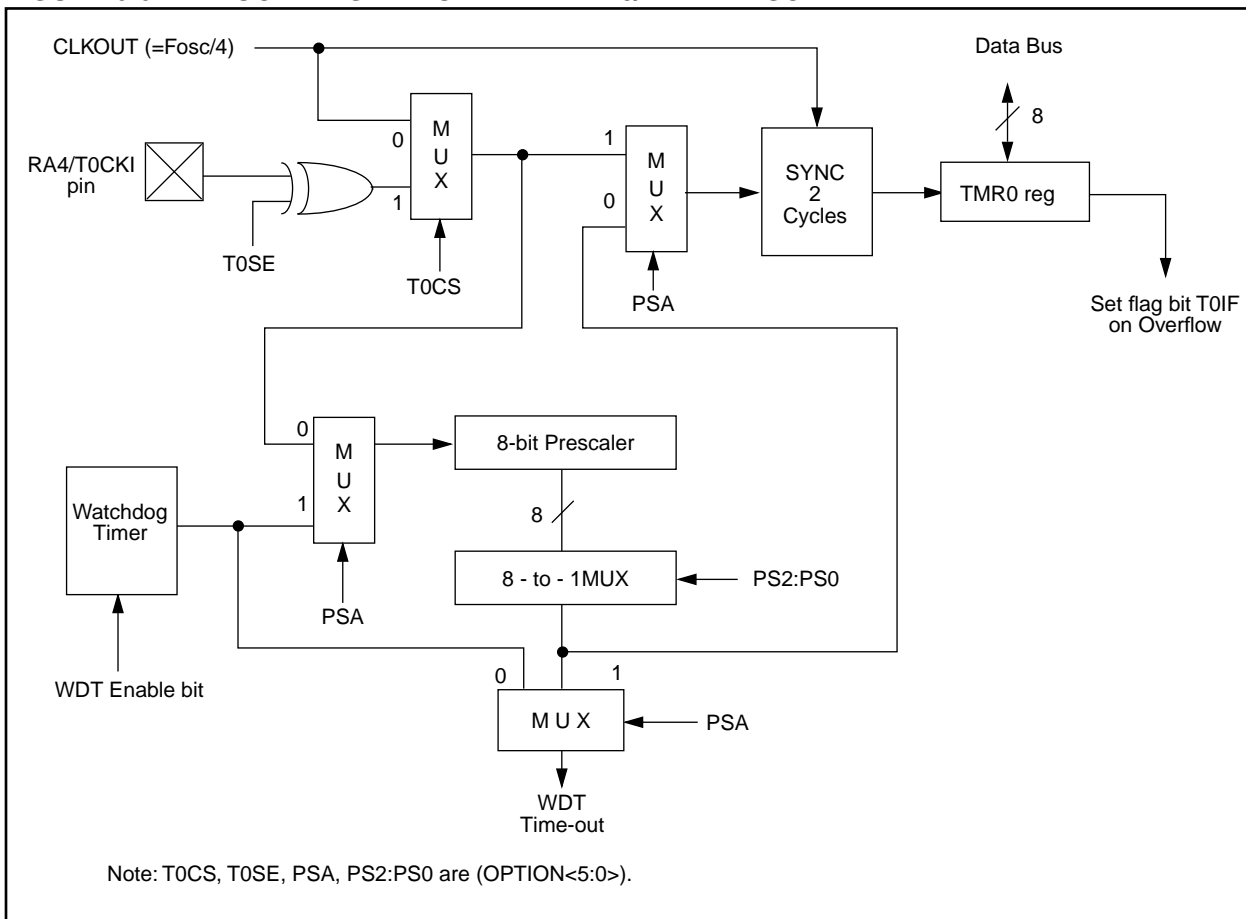 CLKOUT (=Fosc/4)
Data Bus
8
RA4/T0CKI
pin
0
1
M
U
X
T0SE
T0CS
1
0
M
U
X
PSA
SYNC
2
Cycles
TMR0 reg
Set flag bit T0IF
on Overflow
0
1
M
U
X
8-bit Prescaler
Watchdog
Timer
8
8 - to - 1MUX
PS2:PS0
PSA
WDT Enable bit
0
1
M U X
PSA
WDT
Time-out
Note: T0CS, T0SE, PSA, PS2:PS0 are (OPTION<5:0>).